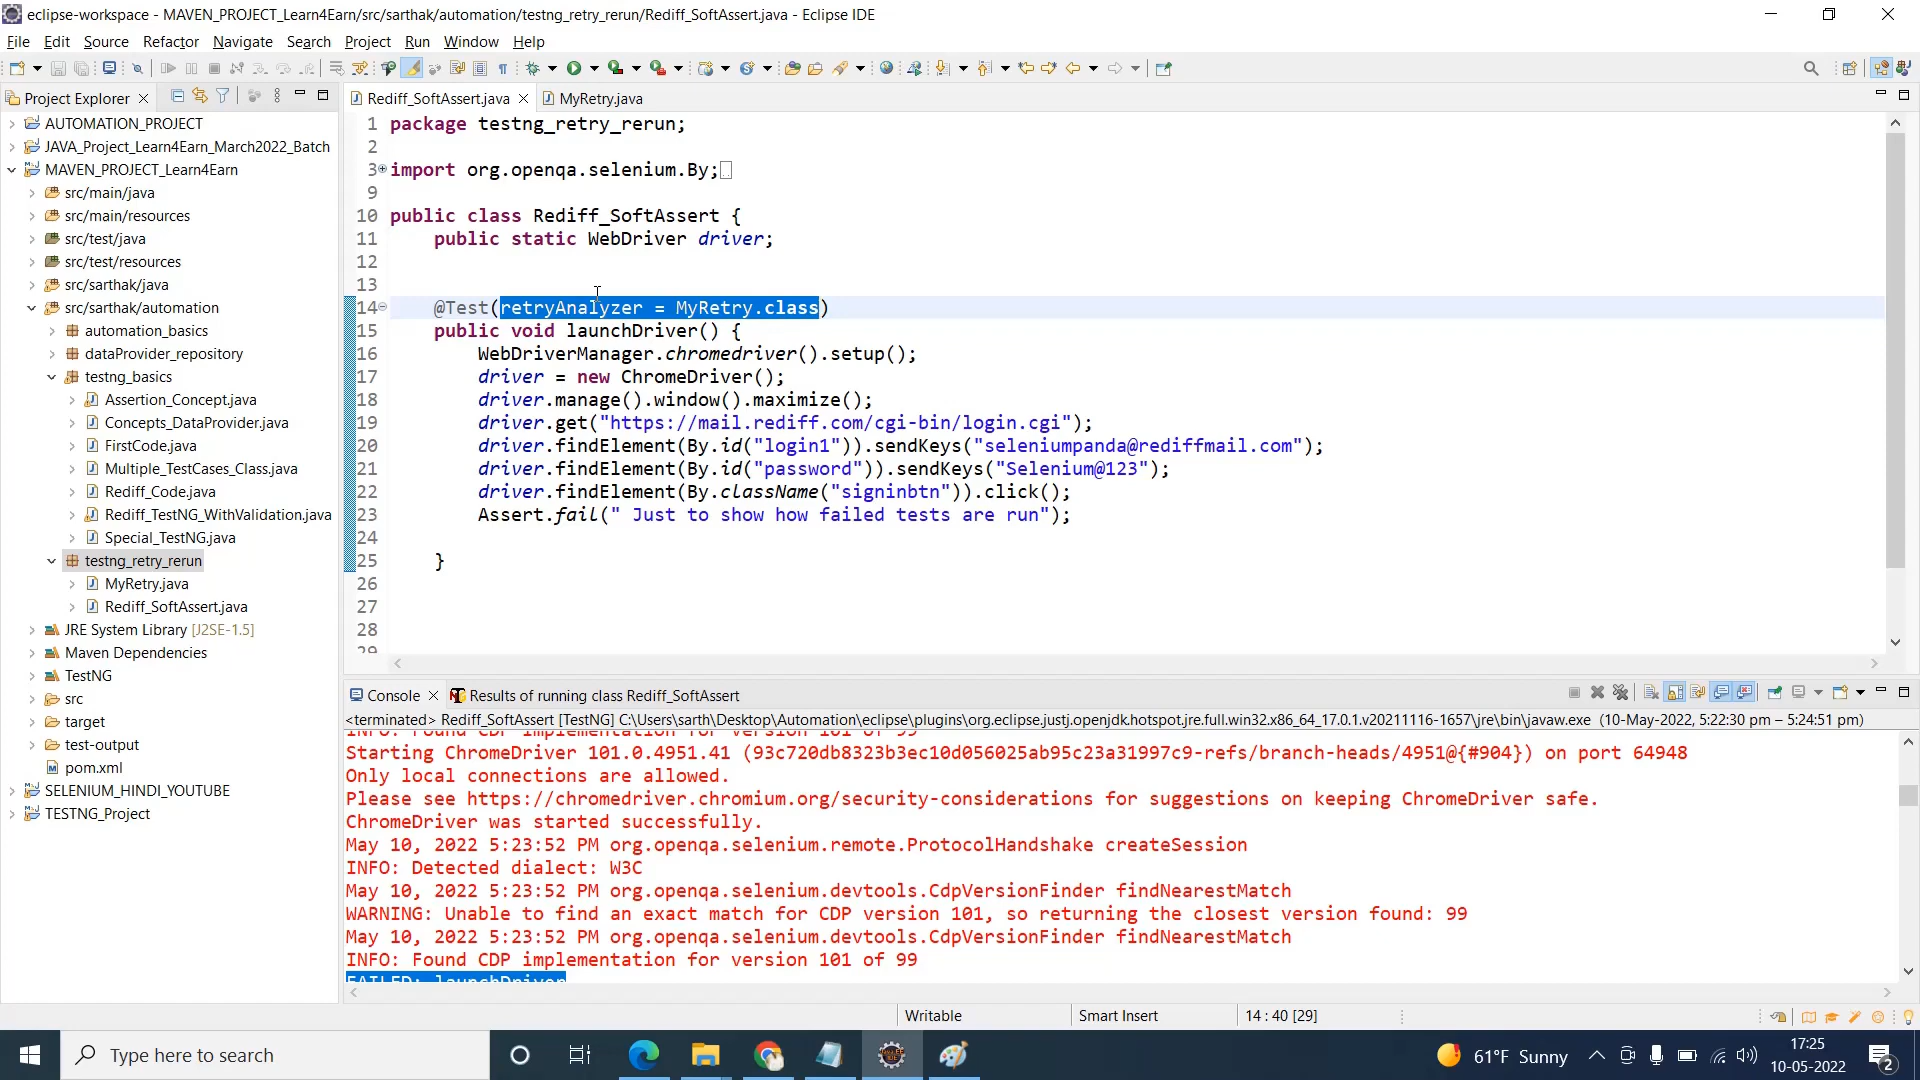 eclipse-workspace - MAVEN_PROJECT_Learn4Earn/src/sarthak/automation/testng_retry_rerun/Rediff_SoftAssert.java - Eclipse IDE
File Edit Source Refactor Navigate Search Project Run Window Help
Project Explorer
AUTOMATION_PROJECT
JAVA_Project_Learn4Earn_March2022_Batch
MAVEN_PROJECT_Learn4Earn
src/main/java
src/main/resources
src/test/java
src/test/resources
src/sarthak/java
src/sarthak/automation
automation_basics
dataProvider_repository
testng_basics
Assertion_Concept.java
Concepts_DataProvider.java
FirstCode.java
Multiple_TestCases_Class.java
Rediff_Code.java
Rediff_TestNG_WithValidation.java
Special_TestNG.java
testng_retry_rerun
MyRetry.java
Rediff_SoftAssert.java
JRE System Library [J2SE-1.5]
Maven Dependencies
TestNG
src
target
test-output
pom.xml
SELENIUM_HINDI_YOUTUBE
TESTNG_Project
Rediff_SoftAssert.java MyRetry.java
1 package testng_retry_rerun;
2
3 import org.openqa.selenium.By;
9
10 public class Rediff_SoftAssert {
11 public static WebDriver driver;
12
13
14 @Test(retryAnalyzer = MyRetry.class)
15 public void launchDriver() {
16 WebDriverManager.chromedriver().setup();
17 driver = new ChromeDriver();
18 driver.manage().window().maximize();
19 driver.get("https://mail.rediff.com/cgi-bin/login.cgi");
20 driver.findElement(By.id("login1")).sendKeys("seleniumpanda@rediffmail.com");
21 driver.findElement(By.id("password")).sendKeys("Selenium@123");
22 driver.findElement(By.className("signinbtn")).click();
23 Assert.fail(" Just to show how failed tests are run");
24
25 }
26
27
28
29
Console Results of running class Rediff_SoftAssert
<terminated> Rediff_SoftAssert [TestNG] C:\Users\sarth\Desktop\Automation\eclipse\plugins\org.eclipse.justj.openjdk.hotspot.jre.full.win32.x86_64_17.0.1.v20211116-1657\jre\bin\javaw.exe (10-May-2022, 5:22:30 pm – 5:24:51 pm)
INFO: Found CDP implementation for version 101 of 99
Starting ChromeDriver 101.0.4951.41 (93c720db8323b3ec10d056025ab95c23a31997c9-refs/branch-heads/4951@{#904}) on port 64948
Only local connections are allowed.
Please see https://chromedriver.chromium.org/security-considerations for suggestions on keeping ChromeDriver safe.
ChromeDriver was started successfully.
May 10, 2022 5:23:52 PM org.openqa.selenium.remote.ProtocolHandshake createSession
INFO: Detected dialect: W3C
May 10, 2022 5:23:52 PM org.openqa.selenium.devtools.CdpVersionFinder findNearestMatch
WARNING: Unable to find an exact match for CDP version 101, so returning the closest version found: 99
May 10, 2022 5:23:52 PM org.openqa.selenium.devtools.CdpVersionFinder findNearestMatch
INFO: Found CDP implementation for version 101 of 99
FAILED: launchDriver
Writable Smart Insert 14 : 40 [29]
Type here to search
61°F Sunny
17:25
10-05-2022
2